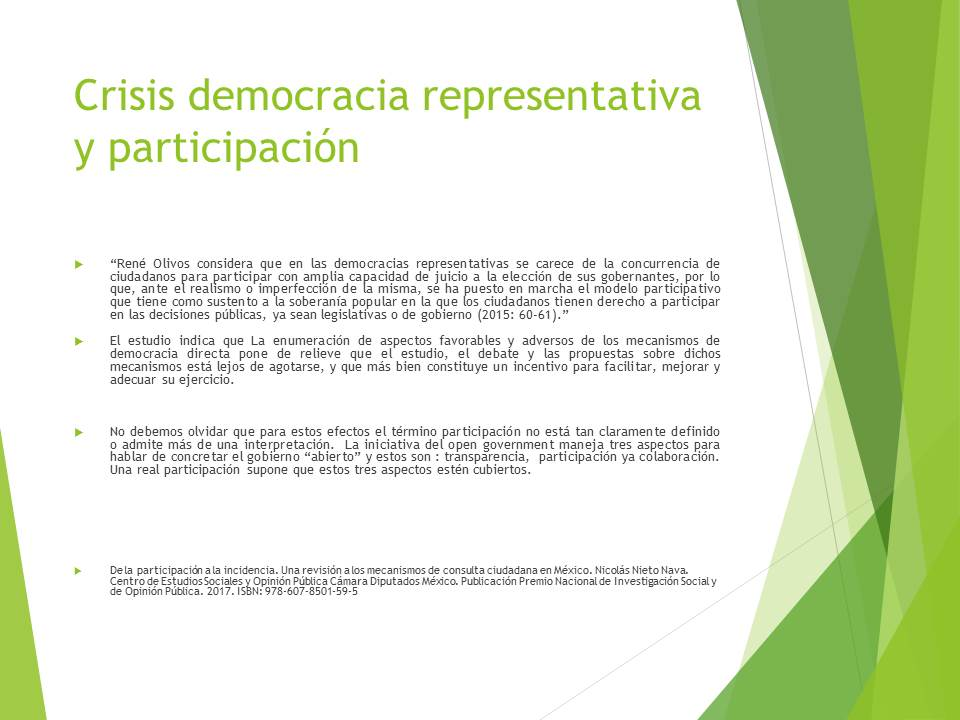 Crisis democracia representativa
y participación
“René Olivos considera que en las democracias representativas se carece de la concurrencia de
ciudadanos para participar con amplia capacidad de juicio a la elección de sus gobernantes, por lo
que, ante el realismo o imperfección de la misma, se ha puesto en marcha el modelo participativo
que tiene como sustento a la soberanía popular en la que los ciudadanos tienen derecho a participar
en las decisiones públicas, ya sean legislativas o de gobierno (2015: 60-61).”
El estudio indica que La enumeración de aspectos favorables y adversos de los mecanismos de
democracia directa pone de relieve que el estudio, el debate y las propuestas sobre dichos
mecanismos está lejos de agotarse, y que más bien constituye un incentivo para facilitar, mejorar y
adecuar su ejercicio.
No debemos olvidar que para estos efectos el término participación no está tan claramente definido
o admite más de una interpretación. La iniciativa del open government maneja tres aspectos para
hablar de concretar el gobierno “abierto” y estos son : transparencia, participación ya colaboración.
Una real participación supone que estos tres aspectos estén cubiertos.
De la participación a la incidencia. Una revisión a los mecanismos de consulta ciudadana en México. Nicolás Nieto Nava.
Centro de Estudios Sociales y Opinión Pública Cámara Diputados México. Publicación Premio Nacional de Investigación Social y
de Opinión Pública. 2017. ISBN: 978-607-8501-59-5